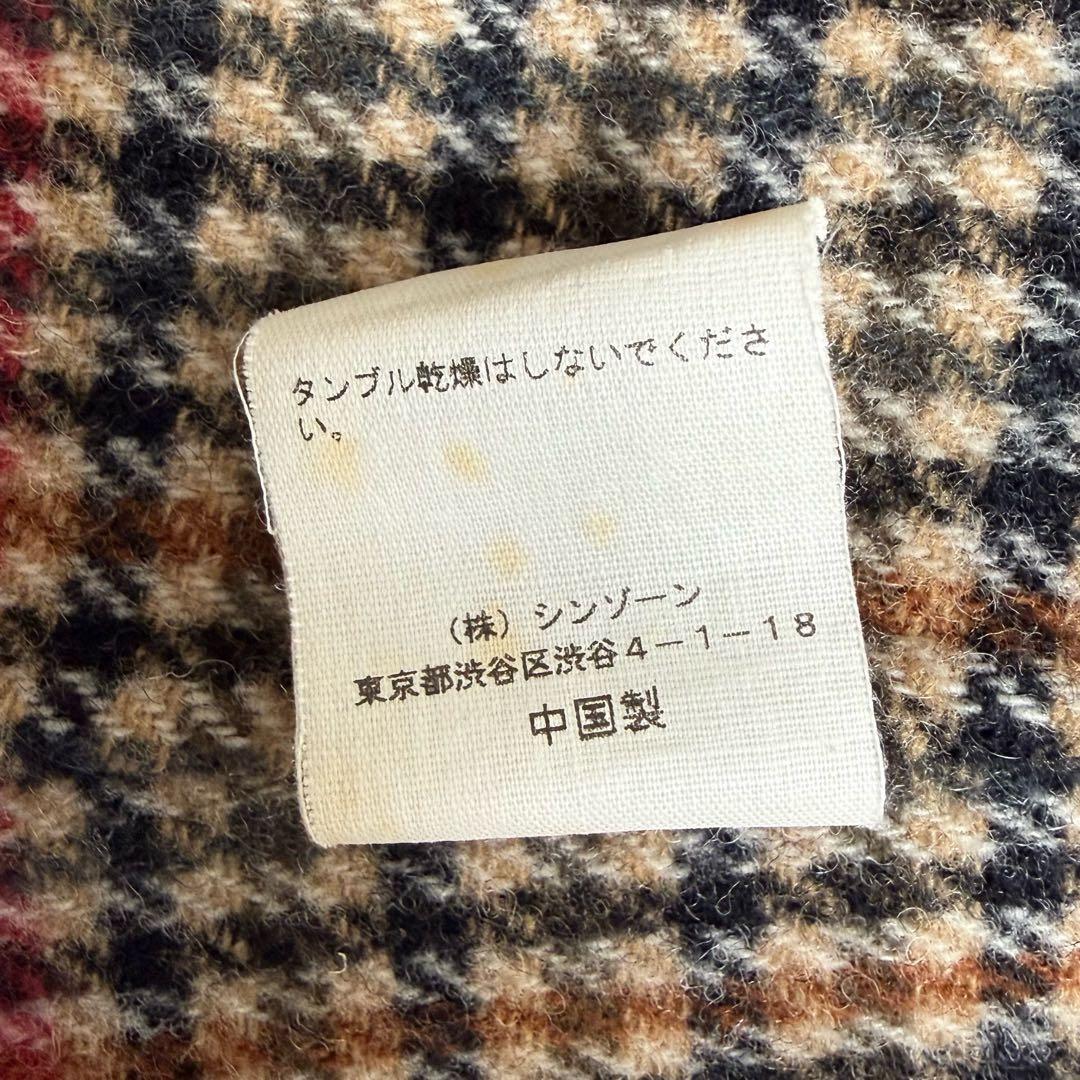 タンブル乾燥はしないでくださ
い。
（株）シンゾーン
東京都渋谷区渋谷４－１－１８
中国製